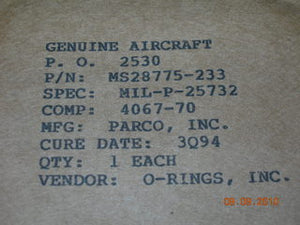 GENUINE AIRCRAFT
P. O. 2530
P/N: MS28775-233
SPEC: MIL-P-25732
COMP: 4067-70
MFG: PARCO, INC.
CURE DATE: 3Q94
QTY: 1 EACH
VENDOR: O-RINGS, INC.